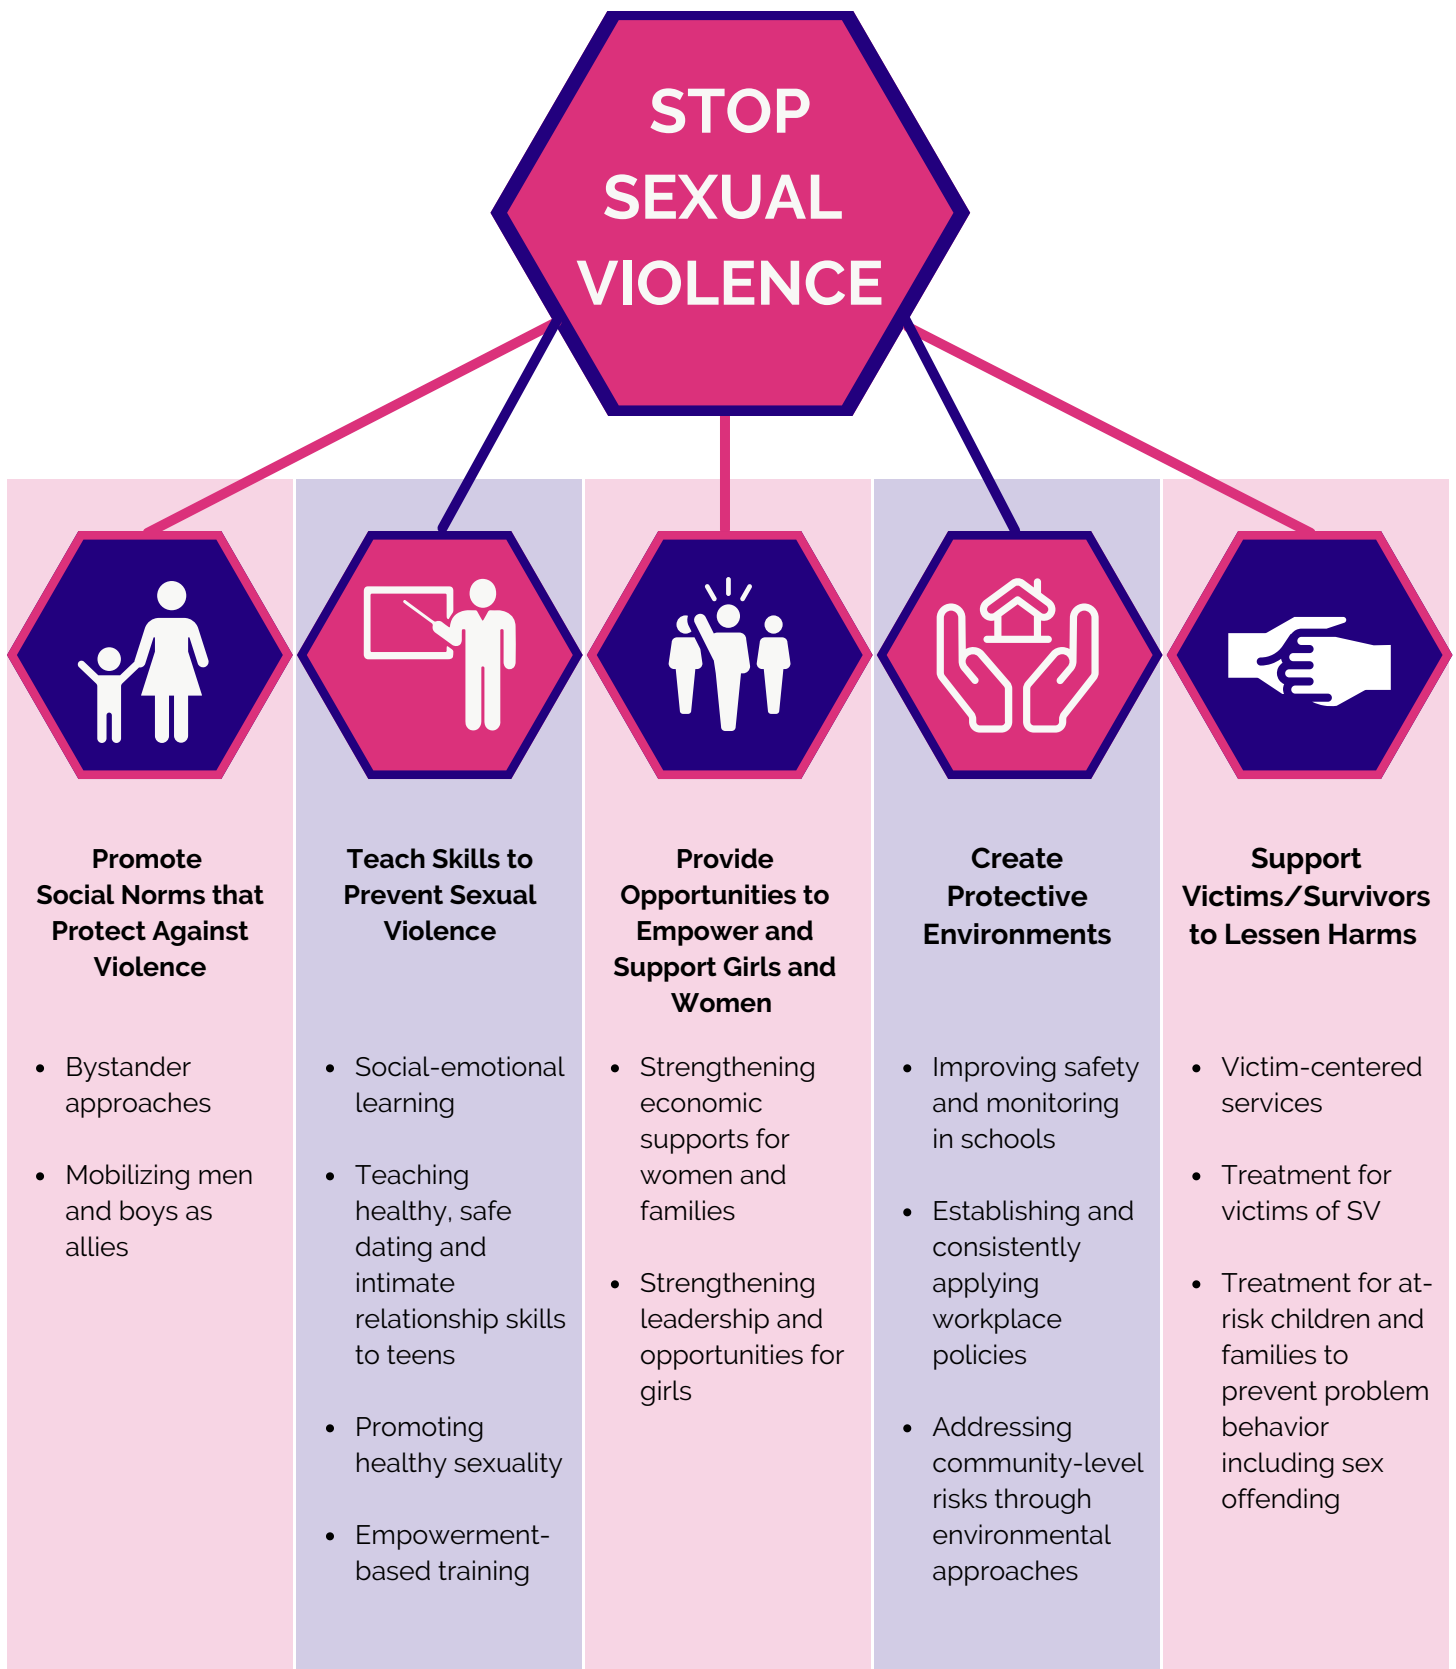 STOP
SEXUAL
VIOLENCE
Promote
Social Norms that
Protect Against
Violence
• Bystander
approaches
• Mobilizing men
and boys as
allies
Teach Skills to
Prevent Sexual
Violence
• Social-emotional
learning
• Teaching
healthy, safe
dating and
intimate
relationship skills
to teens
• Promoting
healthy sexuality
• Empowerment-
based training
Provide
Opportunities to
Empower and
Support Girls and
Women
• Strengthening
economic
supports for
women and
families
• Strengthening
leadership and
opportunities for
girls
Create
Protective
Environments
• Improving safety
and monitoring
in schools
• Establishing and
consistently
applying
workplace
policies
• Addressing
community-level
risks through
environmental
approaches
Support
Victims/Survivors
to Lessen Harms
• Victim-centered
services
• Treatment for
victims of SV
• Treatment for at-
risk children and
families to
prevent problem
behavior
including sex
offending